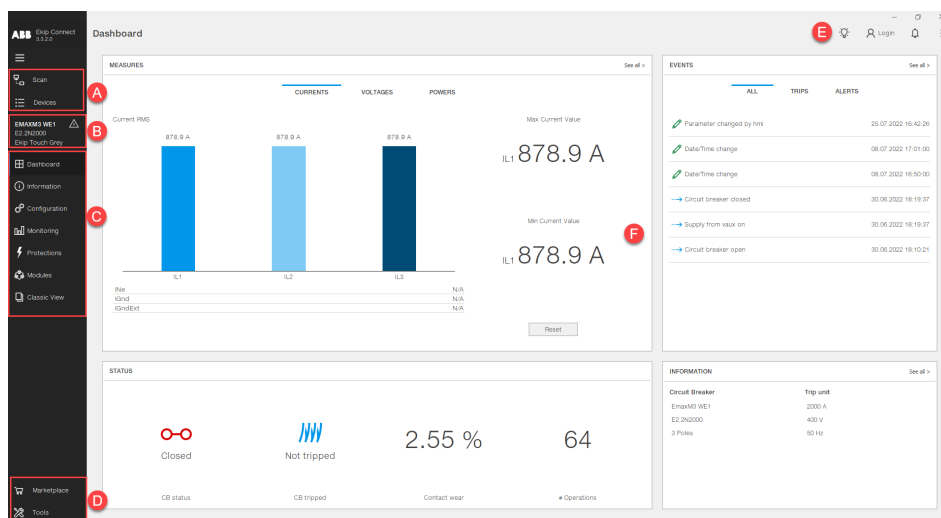 ABB Ekip Connect
3.3.2.0
Dashboard
E
Login
Scan
Devices
A
EMAXM3 WE1
E2.2N2000
Ekip Touch Grey
B
Dashboard
Information
Configuration
Monitoring
Protections
Modules
Classic View
C
Marketplace
Tools
D
MEASURES
See all >
CURRENTS VOLTAGES POWERS
Current RMS
878.9 A 878.9 A 878.9 A
IL1 IL2 IL3
INe N/A
IGnd N/A
IGndExt N/A
Max Current Value
IL1 878.9 A
Min Current Value
IL1 878.9 A
Reset
F
EVENTS
See all >
ALL TRIPS ALERTS
Parameter changed by hmi 25.07.2022 16:42:26
Date/Time change 08.07.2022 17:01:00
Date/Time change 08.07.2022 16:50:00
Circuit breaker closed 30.06.2022 18:19:37
Supply from vaux on 30.06.2022 18:19:37
Circuit breaker open 30.06.2022 18:10:21
STATUS
Closed
Not tripped
2.55 %
64
CB status
CB tripped
Contact wear
# Operations
INFORMATION
See all >
Circuit Breaker Trip unit
EmaxM3 WE1 2000 A
E2.2N2000 400 V
3 Poles 50 Hz